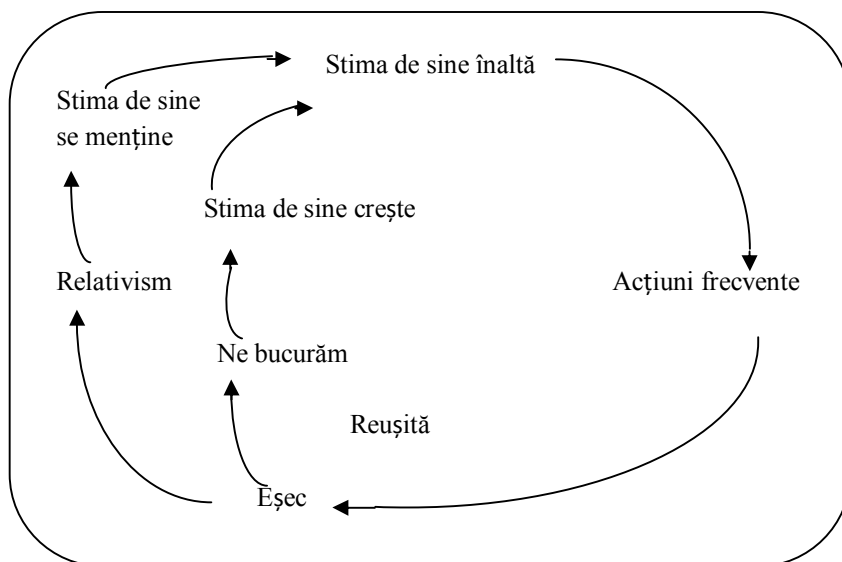 Stima de sine înaltă
Stima de sine
se menține
Stima de sine crește
Relativism
Acțiuni frecvente
Ne bucurăm
Reușită
Eșec